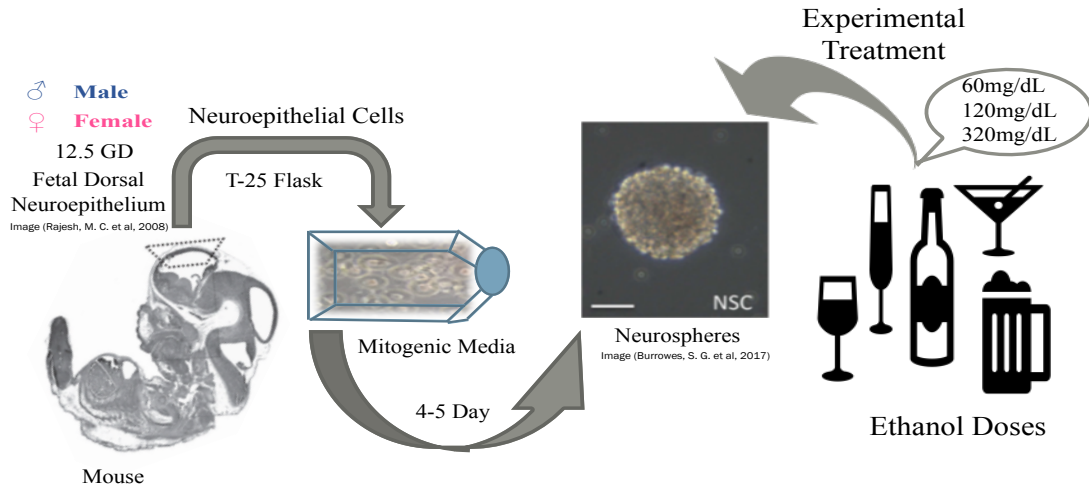 ♂ Male
♀ Female
12.5 GD
Fetal Dorsal
Neuroepithelium
Image (Rajesh, M. C. et al, 2008)
Mouse
Neuroepithelial Cells
T-25 Flask
Mitogenic Media
4-5 Day
NSC
Neurospheres
Image (Burrowes, S. G. et al, 2017)
Experimental
Treatment
60mg/dL
120mg/dL
320mg/dL
Ethanol Doses